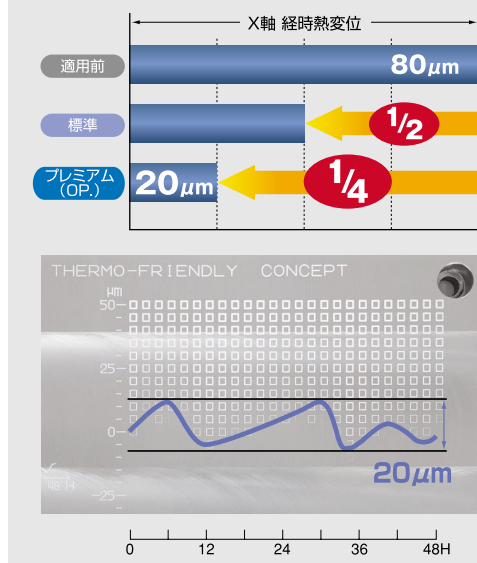 X軸 経時熱変位
適用前
80μm
標準
1/2
プレミアム
(OP.)
20μm
1/4
THERMO-FRIENDLY CONCEPT
μm
50
25
0
-25
20μm
0 12 24 36 48H